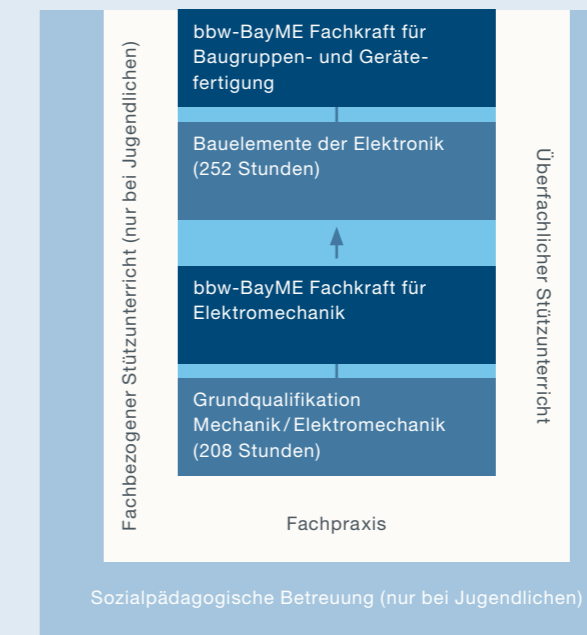 Fachbezogener Stützunterricht (nur bei Jugendlichen)
bbw-BayME Fachkraft für
Baugruppen- und Geräte-
fertigung
Bauelemente der Elektronik
(252 Stunden)
bbw-BayME Fachkraft für
Elektromechanik
Grundqualifikation
Mechanik/Elektromechanik
(208 Stunden)
Überfachlicher Stützunterricht
Fachpraxis
Sozialpädagogische Betreuung (nur bei Jugendlichen)